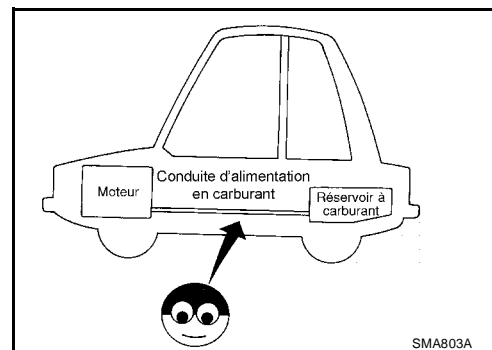 Conduite d'alimentation
en carburant
Moteur
Réservoir à
carburant
SMA803A